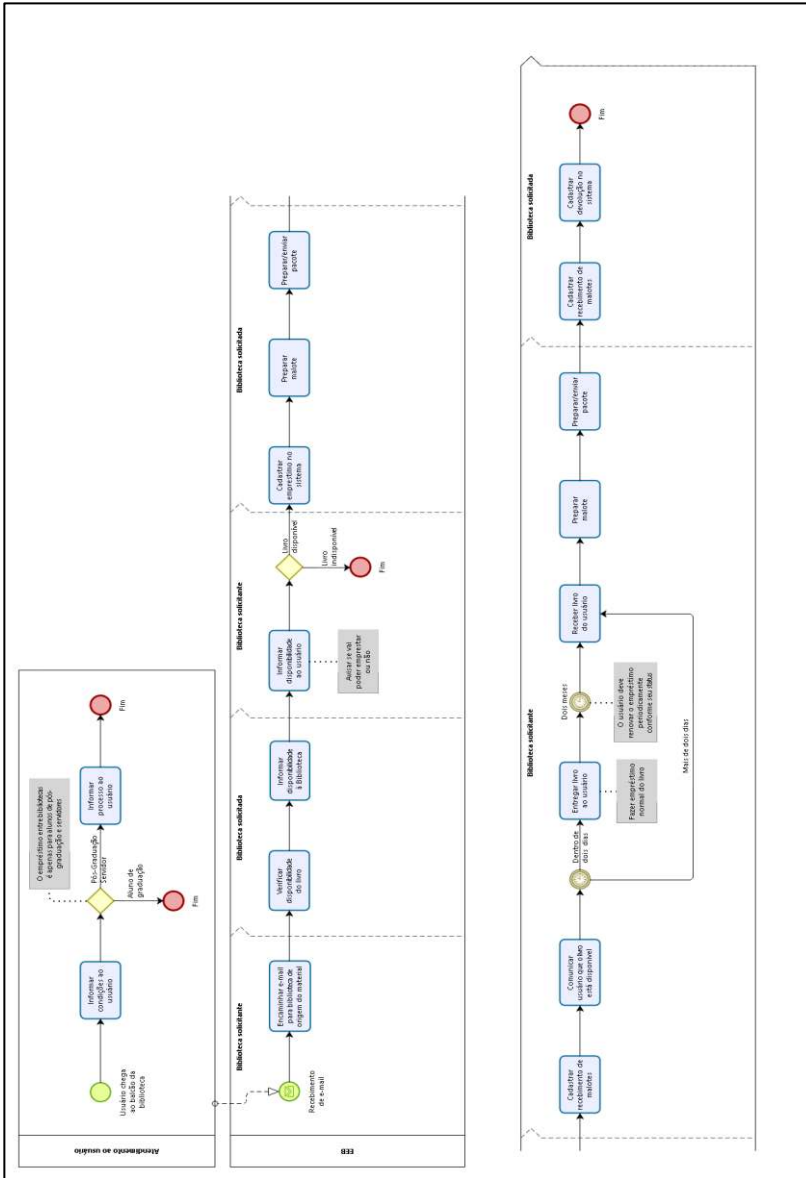 Atendimento ao usuário
Usuário chega
ao balcão da
biblioteca
Informar
condições ao
usuário
O empréstimo entre bibliotecas
é apenas para alunos de pós-
graduação e servidores
Pós-Graduação
Servidor
Aluno de
graduação
Fim
Informar
processo ao
usuário
Fim
EEB
Biblioteca solicitante
Recebimento
de e-mail
Encaminhar e-mail
para biblioteca de
origem do material
Biblioteca solicitada
Verificar
disponibilidade
do livro
Informar
disponibilidade
à Biblioteca
Biblioteca solicitante
Informar
disponibilidade
ao usuário
Avisar se vai
poder emprestar
ou não
Livro
disponível
Livro
indisponível
Fim
Biblioteca solicitada
Cadastrar
empréstimo no
sistema
Preparar
malote
Preparar/enviar
pacote
Biblioteca solicitante
Cadastrar
recebimento de
malotes
Comunicar
usuário que o livro
está disponível
Dentro de
dois dias
Mais de dois dias
Entregar livro
ao usuário
Fazer empréstimo
normal do livro
Dois meses
O usuário deve
renovar o empréstimo
periodicamente
conforme seu status
Receber livro
do usuário
Preparar
malote
Preparar/enviar
pacote
Biblioteca solicitada
Cadastrar
recebimento de
malotes
Cadastrar
devolução no
sistema
Fim